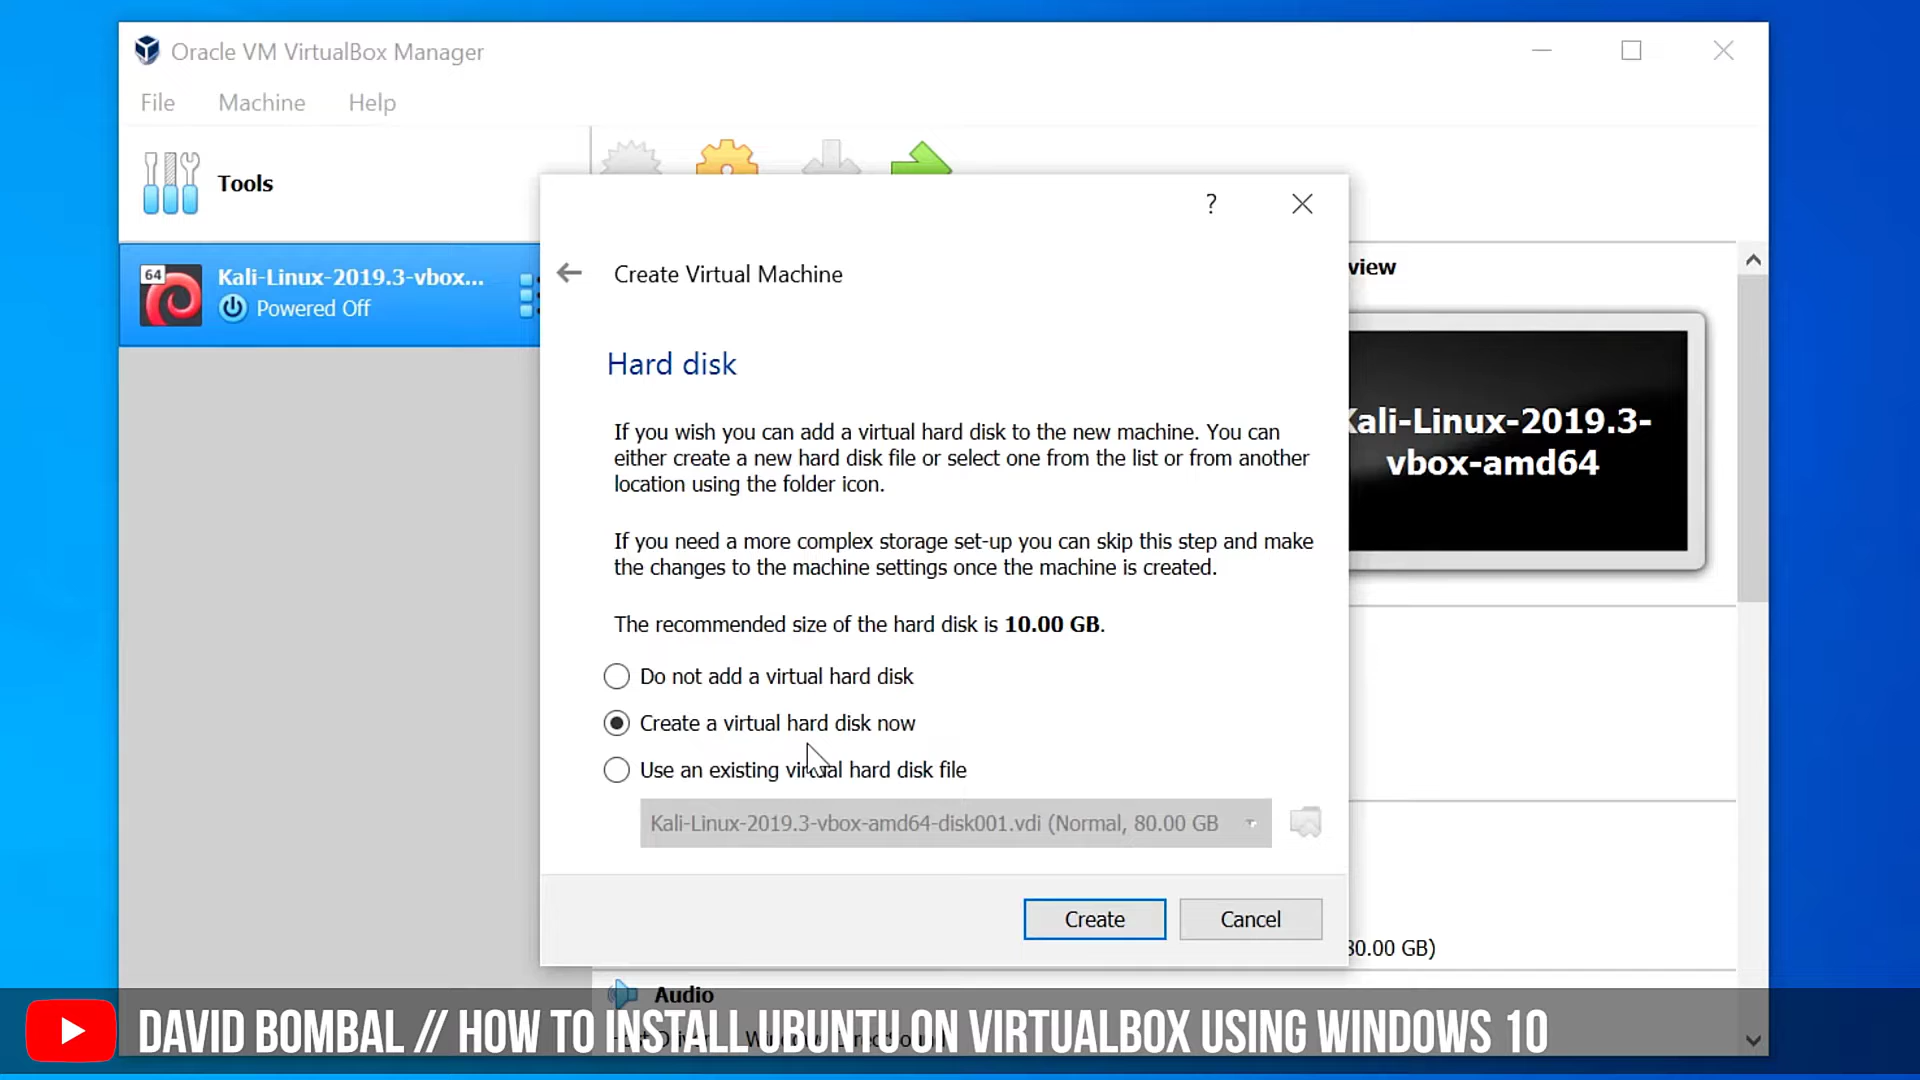 Oracle VM VirtualBox Manager
File Machine Help
Tools
64
Kali-Linux-2019.3-vbox...
Powered Off
?
Create Virtual Machine
Hard disk
If you wish you can add a virtual hard disk to the new machine. You can
either create a new hard disk file or select one from the list or from another
location using the folder icon.
If you need a more complex storage set-up you can skip this step and make
the changes to the machine settings once the machine is created.
The recommended size of the hard disk is 10.00 GB.
Do not add a virtual hard disk
Create a virtual hard disk now
Use an existing virtual hard disk file
Kali-Linux-2019.3-vbox-amd64-disk001.vdi (Normal, 80.00 GB
Create Cancel
view
Kali-Linux-2019.3-
vbox-amd64
80.00 GB)
Audio
DAVID BOMBAL // HOW TO INSTALL UBUNTU ON VIRTUALBOX USING WINDOWS 10